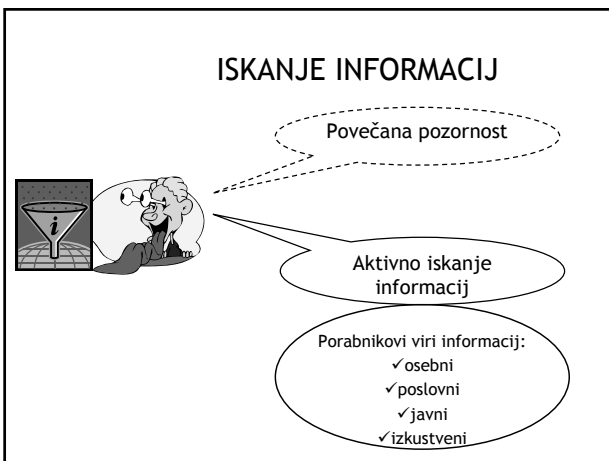 ISKANJE INFORMACIJ
Povečana pozornost
i
Aktivno iskanje
informacij
Porabnikovi viri informacij:
✓osebni
✓poslovni
✓javni
✓izkustveni